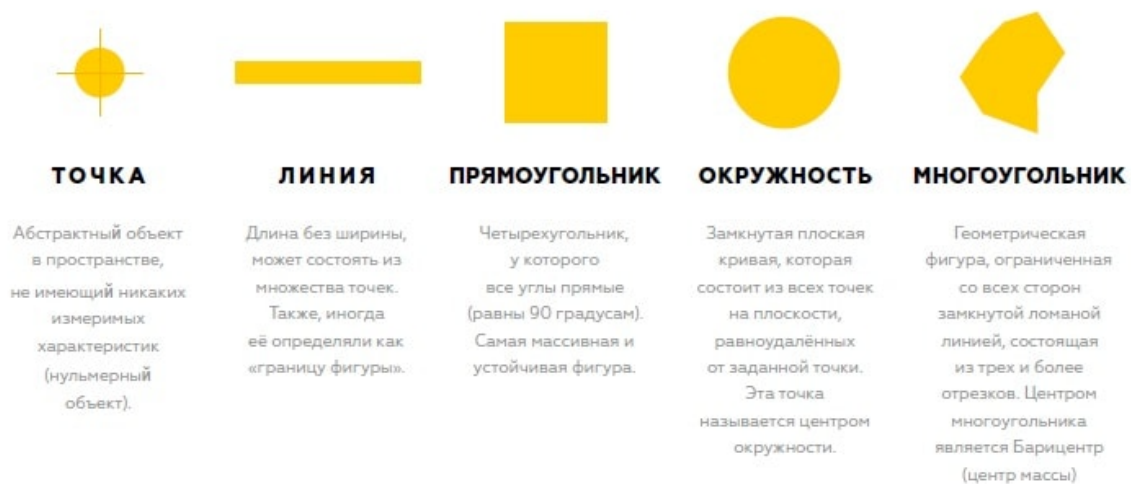 ТОЧКА
Абстрактный объект
в пространстве,
не имеющий никаких
измеримых
характеристик
(нульмерный
объект).
ЛИНИЯ
Длина без ширины,
может состоять из
множества точек.
Также, иногда
её определяли как
«границу фигуры».
ПРЯМОУГОЛЬНИК
Четырехугольник,
у которого
все углы прямые
(равны 90 градусам).
Самая массивная и
устойчивая фигура.
ОКРУЖНОСТЬ
Замкнутая плоская
кривая, которая
состоит из всех точек
на плоскости,
равноудалённых
от заданной точки.
Эта точка
называется центром
окружности.
МНОГОУГОЛЬНИК
Геометрическая
фигура, ограниченная
со всех сторон
замкнутой ломаной
линией, состоящая
из трех и более
отрезков. Центром
многоугольника
является Барицентр
(центр массы)